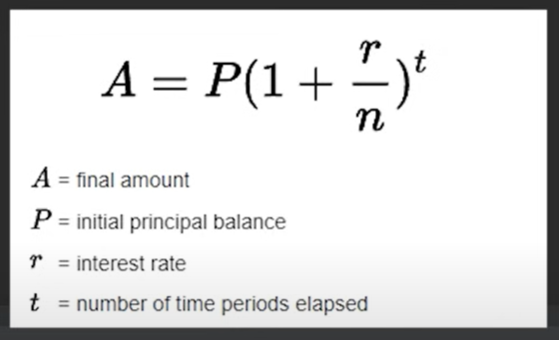 A = P(1 + r/n)^t
A = final amount
P = initial principal balance
r = interest rate
t = number of time periods elapsed